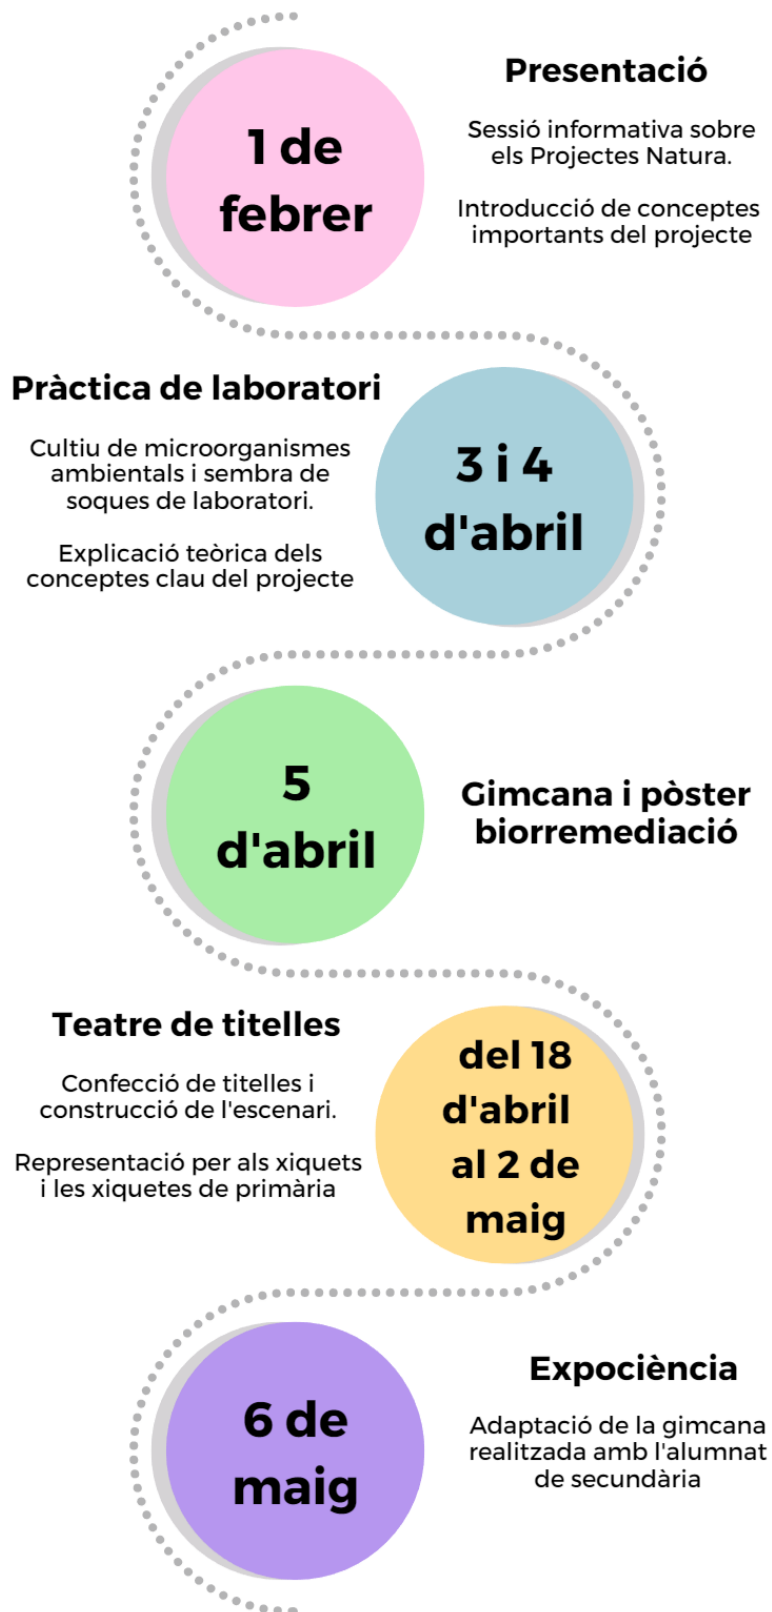 1 de
febrer
Presentació
Sessió informativa sobre
els Projectes Natura.
Introducció de conceptes
importants del projecte
Pràctica de laboratori
Cultiu de microorganismes
ambientals i sembra de
soques de laboratori.
Explicació teòrica dels
conceptes clau del projecte
3 i 4
d'abril
5
d'abril
Gimcana i pòster
biorremediació
Teatre de titelles
Confecció de titelles i
construcció de l'escenari.
Representació per als xiquets
i les xiquetes de primària
del 18
d'abril
al 2 de
maig
6 de
maig
Expociència
Adaptació de la gimcana
realitzada amb l'alumnat
de secundària